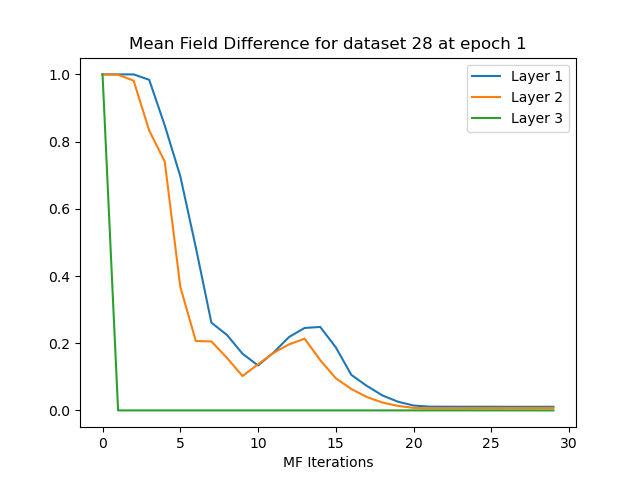 Mean Field Difference for dataset 28 at epoch 1
Layer 1
Layer 2
Layer 3
1.0
0.8
0.6
0.4
0.2
0.0
0 5 10 15 20 25 30
MF Iterations